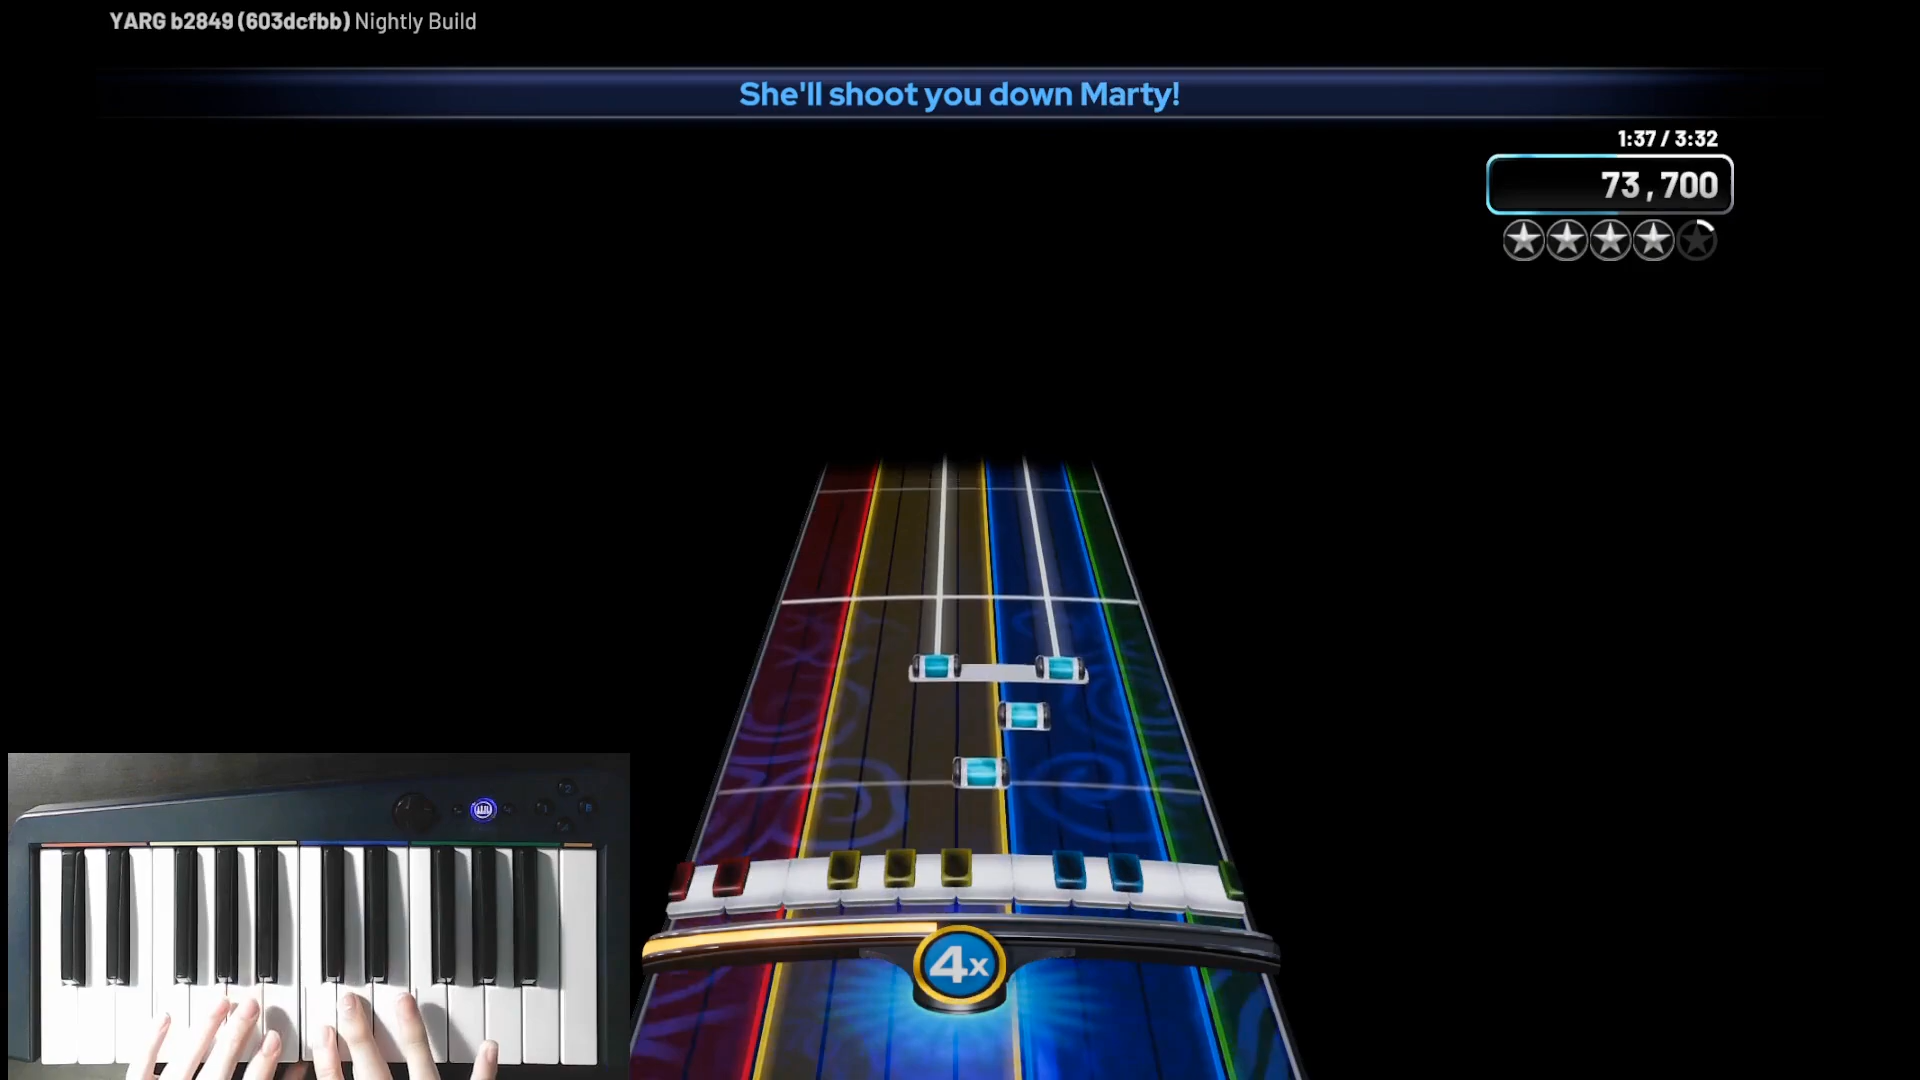 YARG b2849 (603dcfbb) Nightly Build
She'll shoot you down Marty!
1:37 / 3:32
73,700
4x